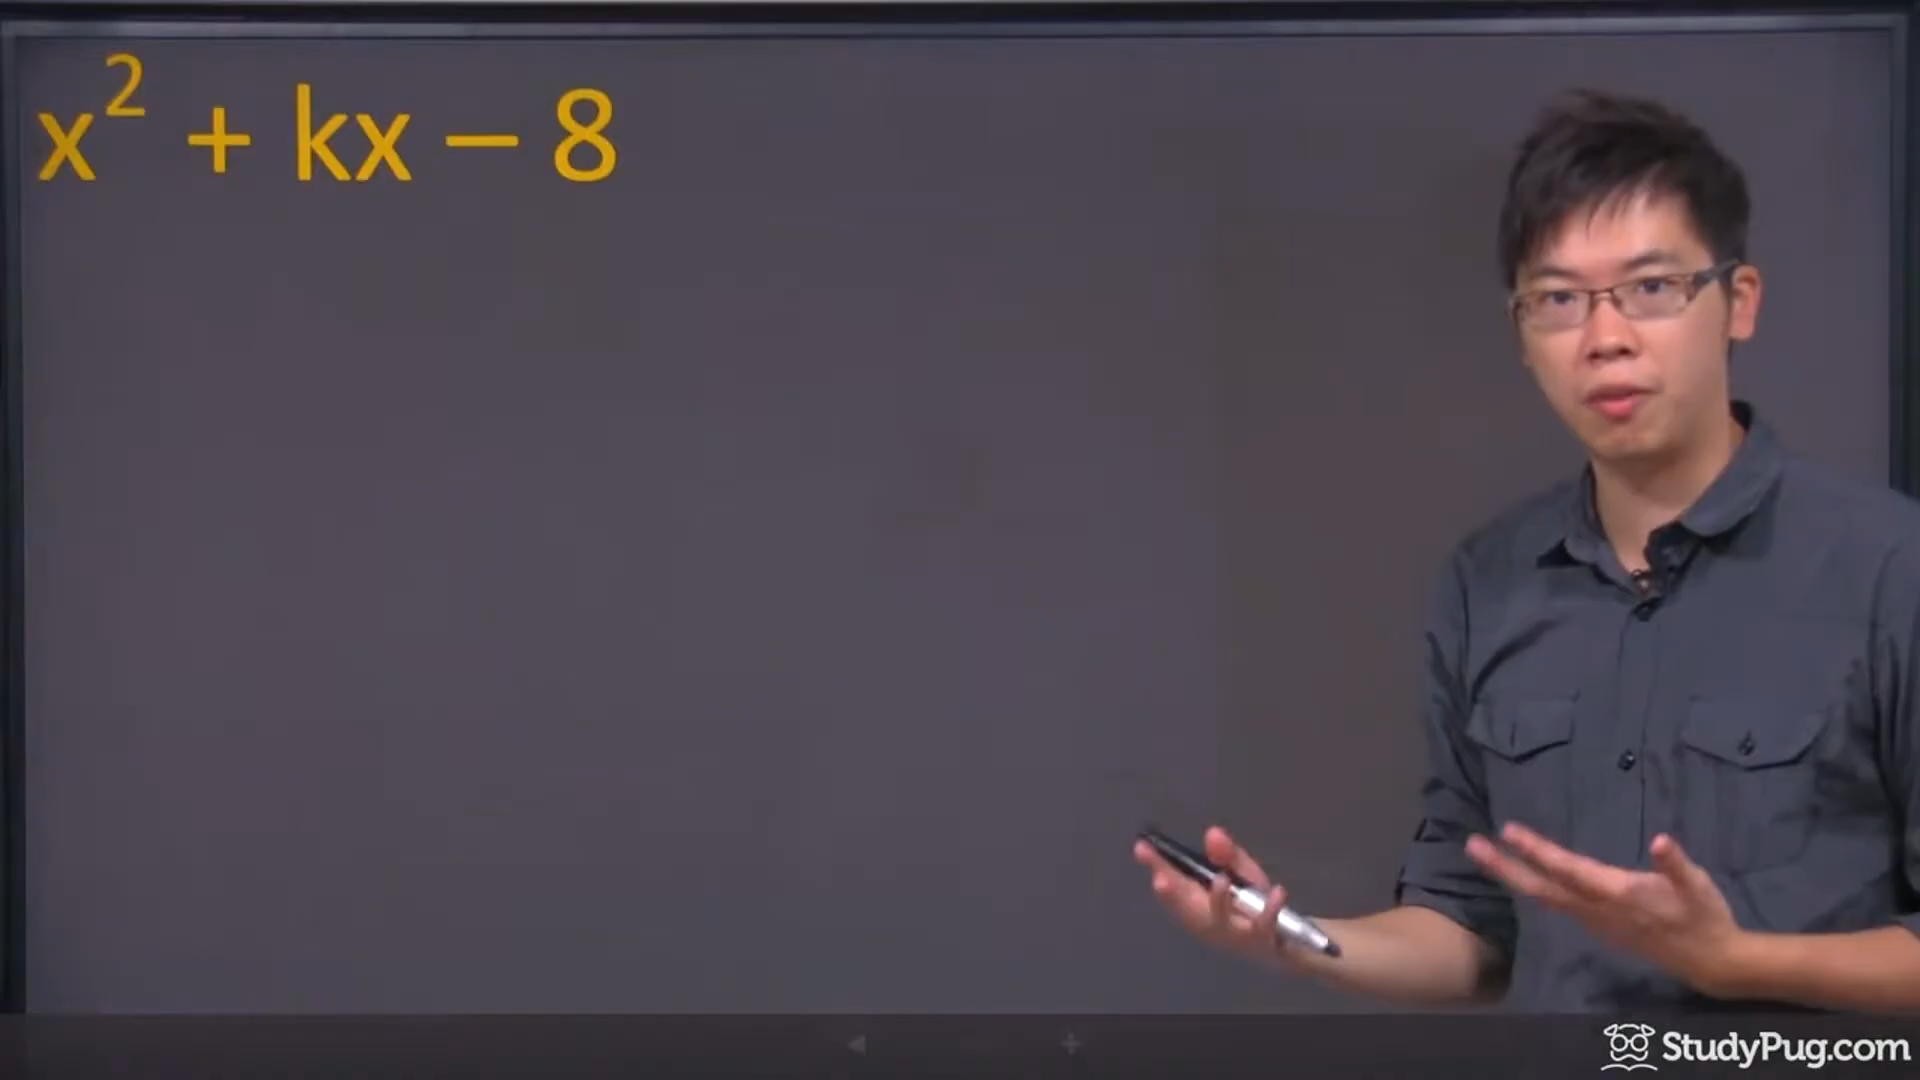 x² + kx – 8
StudyPug.com